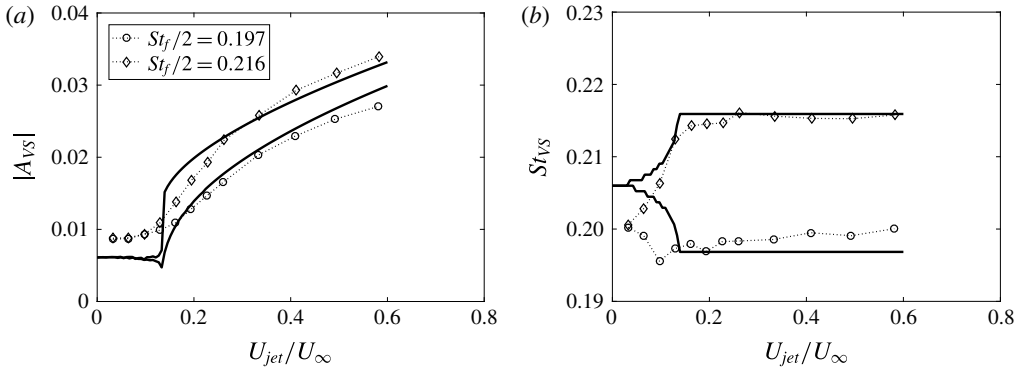 (a)
0.04
0.03
0.02
0.01
0
|A_VS|
St_f/2 = 0.197
St_f/2 = 0.216
0 0.2 0.4 0.6 0.8
U_jet/U_∞
(b)
0.23
0.22
0.21
0.20
0.19
St_VS
0 0.2 0.4 0.6 0.8
U_jet/U_∞